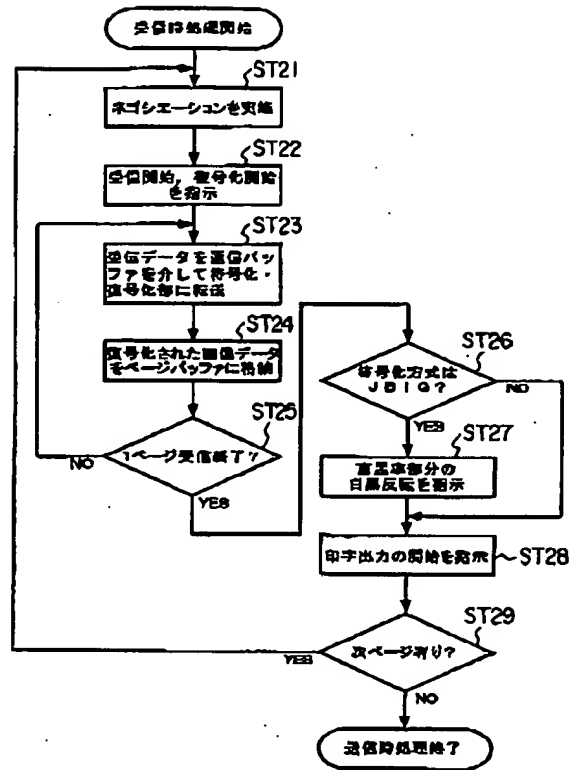 受信時処理開始
ST21
ネゴシエーションを実施
ST22
受信開始，復号化開始
を指示
ST23
受信データを通信バッ
ファを介して符号化・
復号化部に転送
ST24
復号化された画像データ
をページバッファに格納
ST25
1ページ受信終了？
NO
YES
ST26
符号化方式は
JBIG？
NO
YES
ST27
高黒率部分の
白黒反転を指示
印字出力の開始を指示
ST28
ST29
次ページ有り？
YES
NO
送信時処理終了